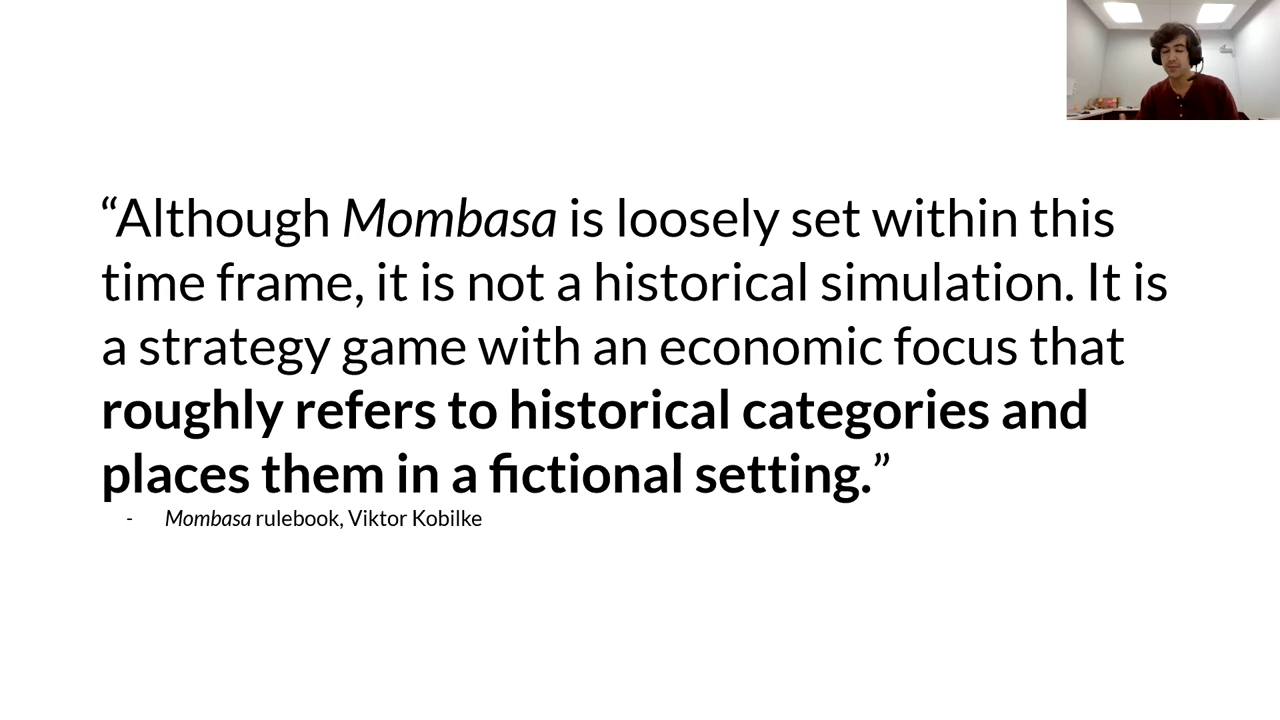 “Although Mombasa is loosely set within this
time frame, it is not a historical simulation. It is
a strategy game with an economic focus that
roughly refers to historical categories and
places them in a fictional setting.”
- Mombasa rulebook, Viktor Kobilke